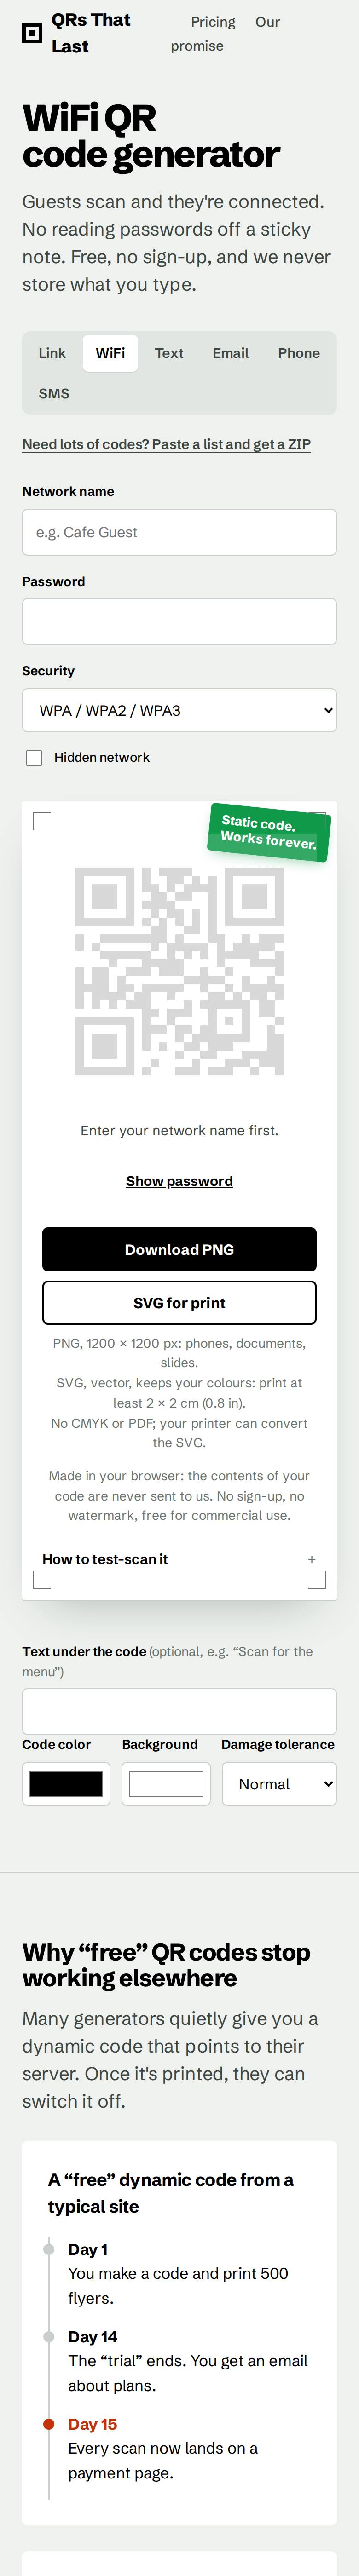 QRs That
Last
Pricing Our
promise
WiFi QR
code generator
Guests scan and they're connected.
No reading passwords off a sticky
note. Free, no sign-up, and we never
store what you type.
Link WiFi Text Email Phone
SMS
Need lots of codes? Paste a list and get a ZIP
Network name
e.g. Cafe Guest
Password
Security
WPA / WPA2 / WPA3
Hidden network
Static code.
Works forever.
Enter your network name first.
Show password
Download PNG
SVG for print
PNG, 1200 × 1200 px: phones, documents,
slides.
SVG, vector, keeps your colours: print at
least 2 × 2 cm (0.8 in).
No CMYK or PDF; your printer can convert
the SVG.
Made in your browser: the contents of your
code are never sent to us. No sign-up, no
watermark, free for commercial use.
How to test-scan it +
Text under the code (optional, e.g. “Scan for the
menu”)
Code color Background Damage tolerance
Normal
Why “free” QR codes stop
working elsewhere
Many generators quietly give you a
dynamic code that points to their
server. Once it's printed, they can
switch it off.
A “free” dynamic code from a
typical site
Day 1
You make a code and print 500
flyers.
Day 14
The “trial” ends. You get an email
about plans.
Day 15
Every scan now lands on a
payment page.